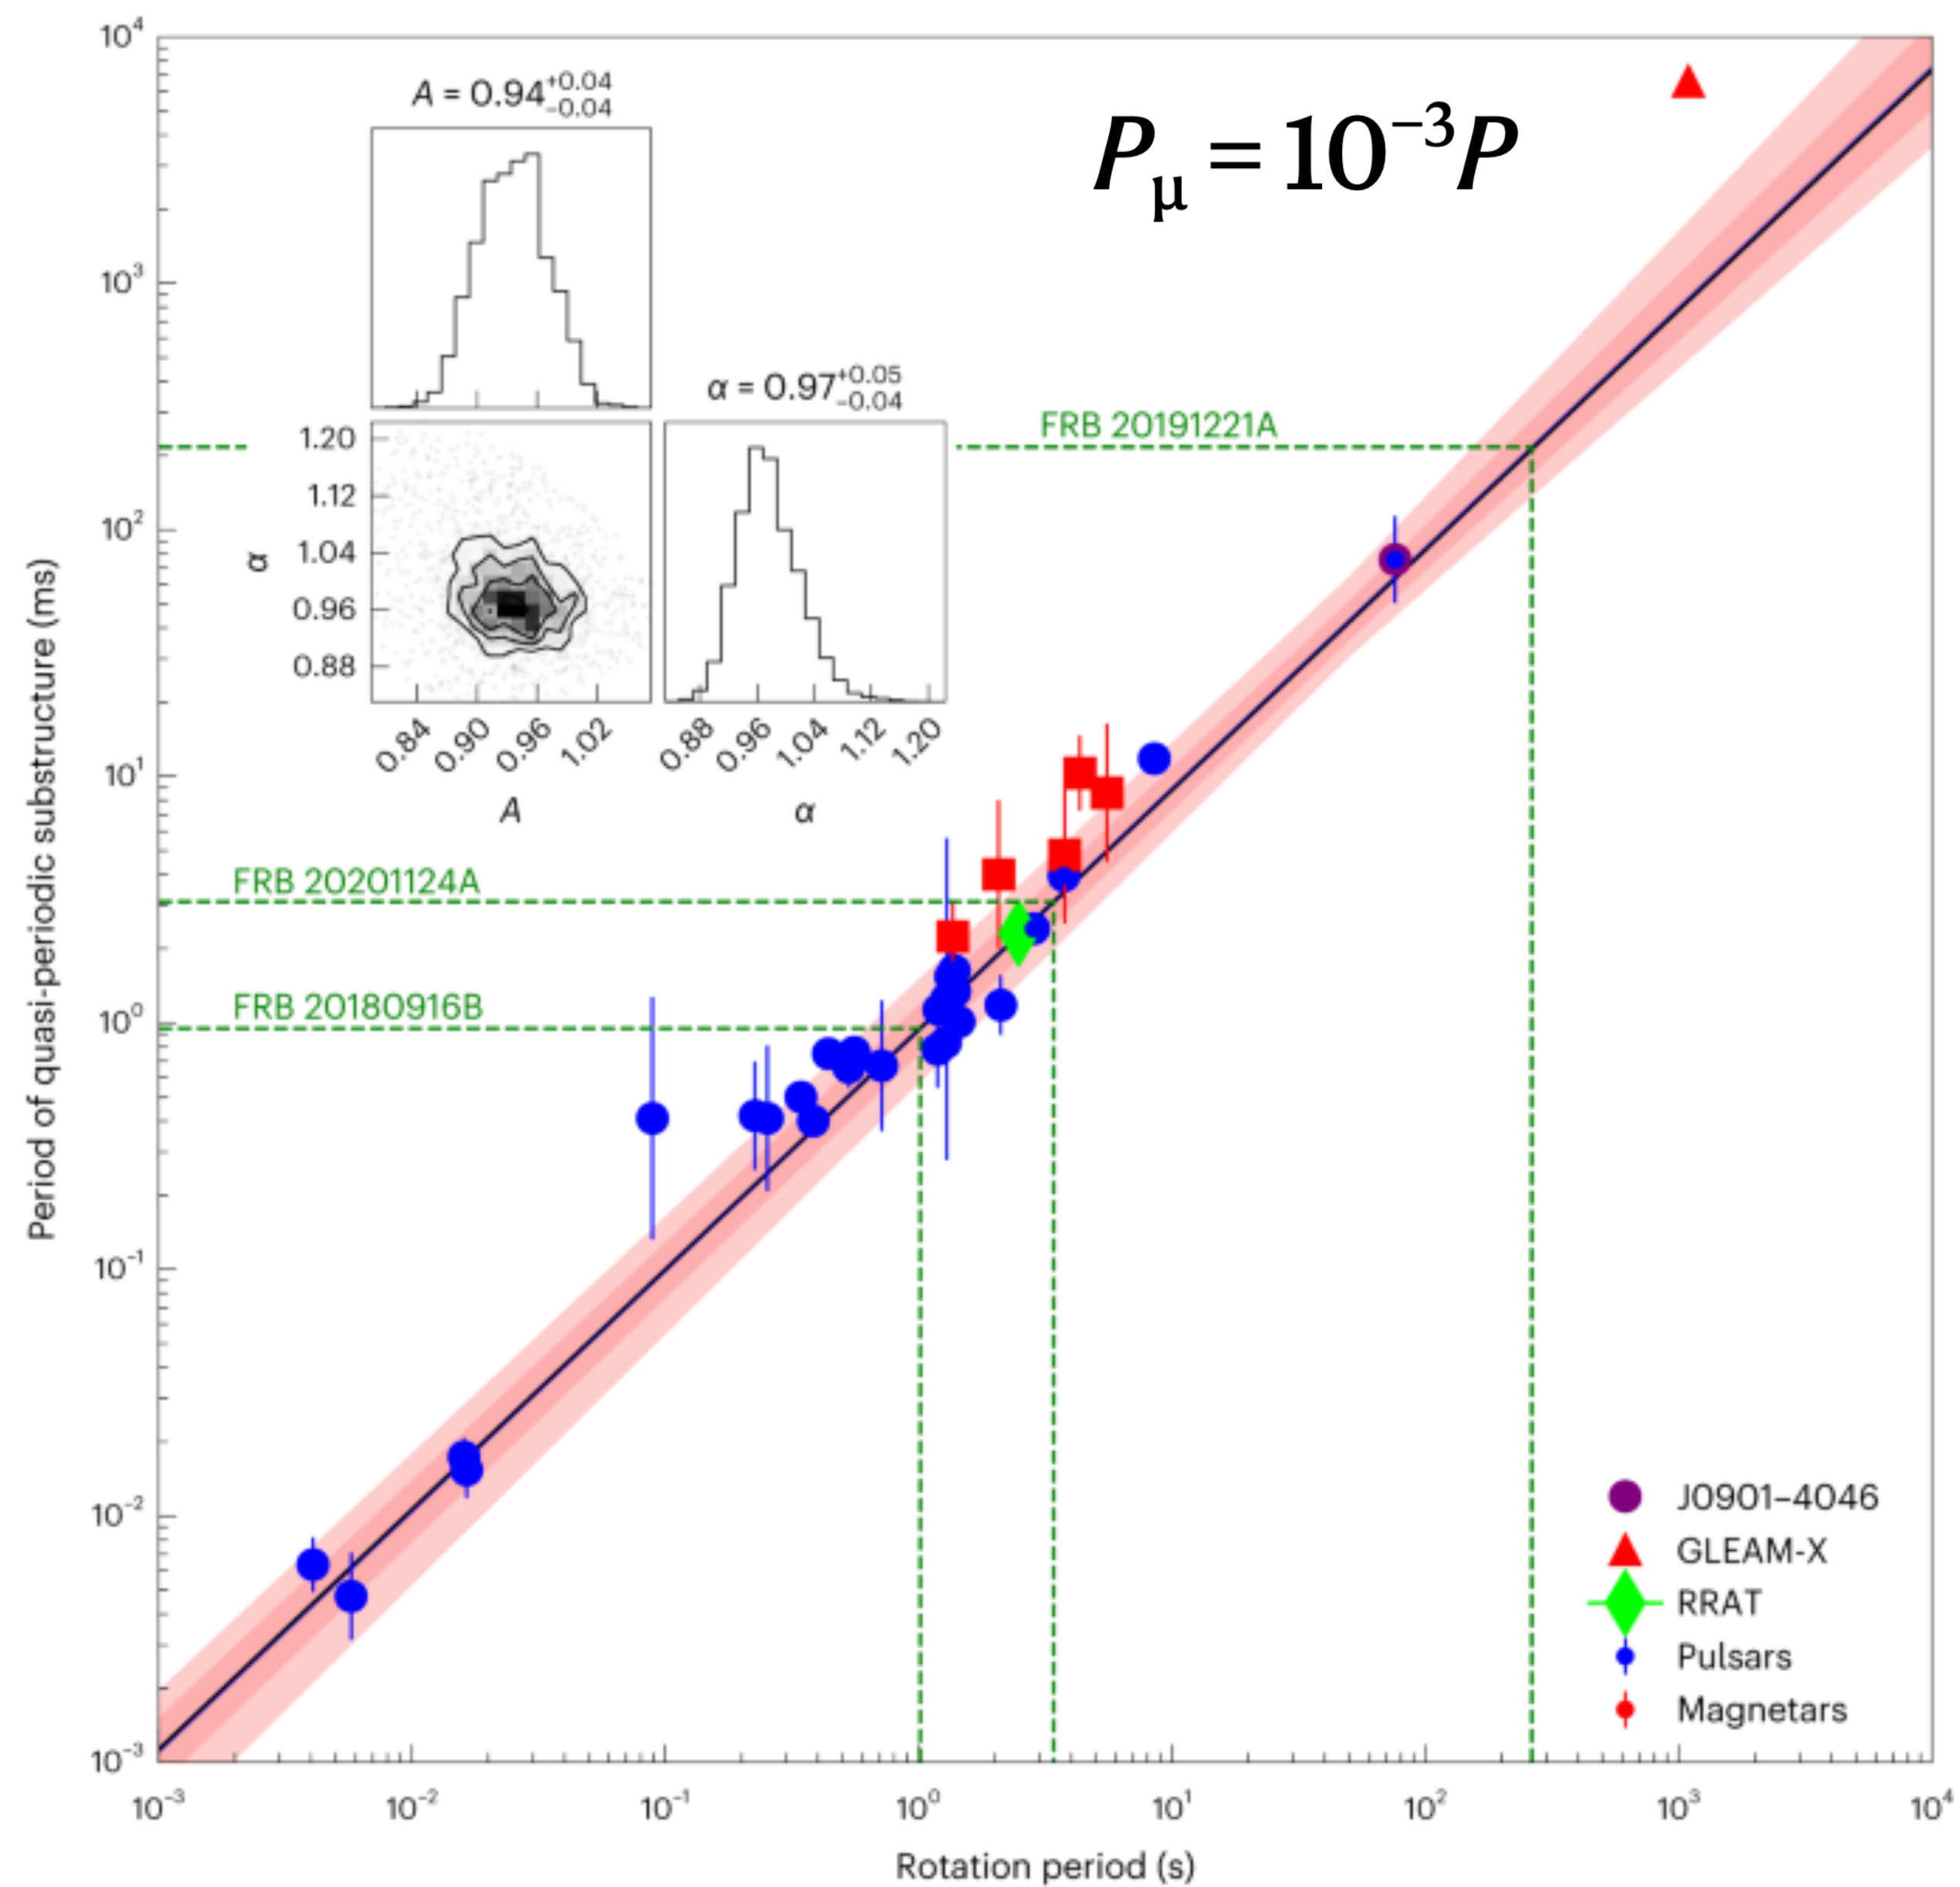 10⁴
A = 0.94+0.04 −0.04
Pμ = 10⁻³P
10³
α = 0.97+0.05 −0.04
FRB 20191221A
1.20
1.12
1.04
0.96
0.88
α
10²
0.84 0.90 0.96 1.02
0.88 0.96 1.04 1.12 1.20
10¹
A
α
FRB 20201124A
FRB 20180916B
10⁰
10⁻¹
10⁻²
10⁻³
Period of quasi-periodic substructure (ms)
J0901–4046
GLEAM-X
RRAT
Pulsars
Magnetars
10⁻³ 10⁻² 10⁻¹ 10⁰ 10¹ 10² 10³ 10⁴
Rotation period (s)